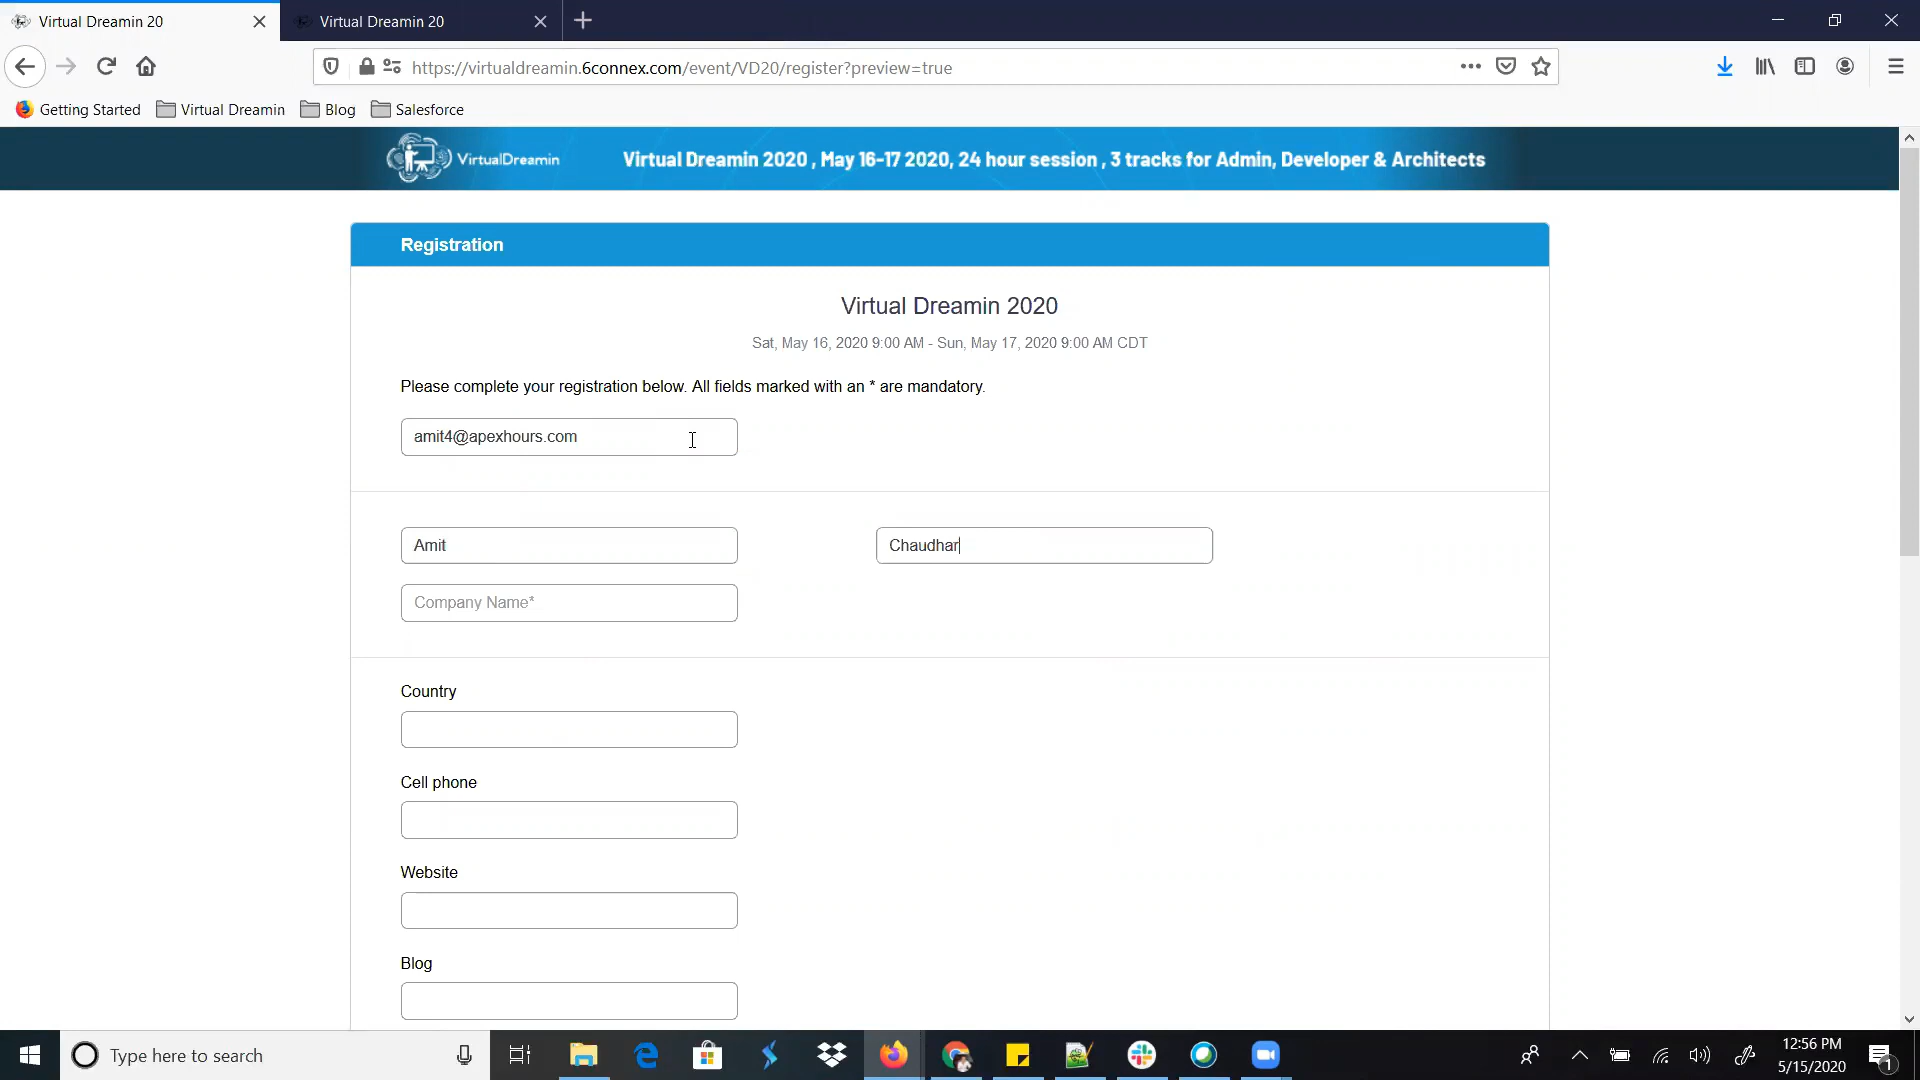 Virtual Dreamin 20
Virtual Dreamin 20
https://virtualdreamin.6connex.com/event/VD20/register?preview=true
Getting Started
Virtual Dreamin
Blog
Salesforce
VirtualDreamin
Virtual Dreamin 2020 , May 16-17 2020, 24 hour session , 3 tracks for Admin, Developer & Architects
Registration
Virtual Dreamin 2020
Sat, May 16, 2020 9:00 AM - Sun, May 17, 2020 9:00 AM CDT
Please complete your registration below. All fields marked with an * are mandatory.
amit4@apexhours.com
Amit
Chaudhar
Company Name*
Country
Cell phone
Website
Blog
Type here to search
12:56 PM
5/15/2020
1